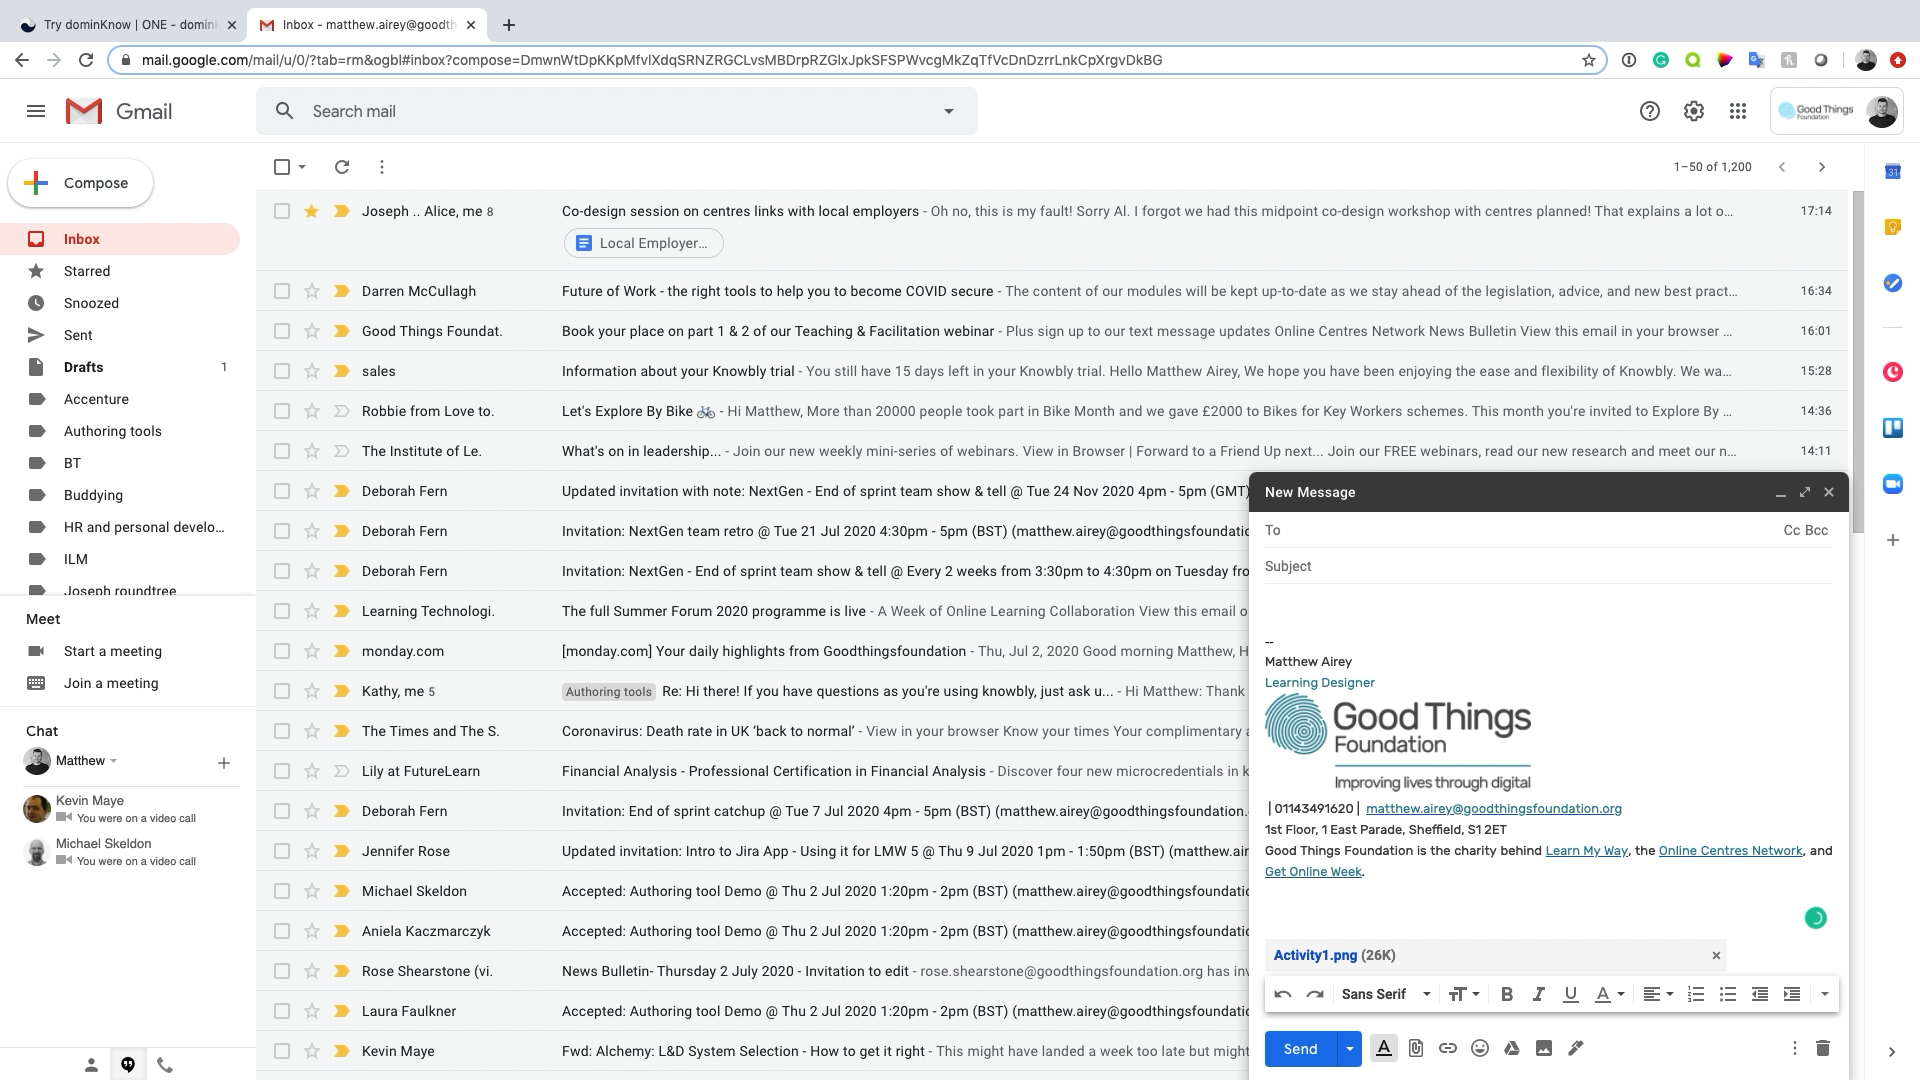 Try dominKnow | ONE - domin
Inbox - matthew.airey@goodth
mail.google.com/mail/u/0/?tab=rm&ogbl#inbox?compose=DmwnWtDpKKpMfvlXdqSRNZRGCLvsMBDrpRZGlxJpkSFSPWvcgMkZqTfVcDnDzrrLnkCpXrgvDkBG
Gmail
Search mail
Good Things
Foundation
Compose
1–50 of 1,200
Inbox
Starred
Snoozed
Sent
Drafts 1
Accenture
Authoring tools
BT
Buddying
HR and personal develo...
ILM
Joseph roundtree
Meet
Start a meeting
Join a meeting
Chat
Matthew
Kevin Maye
You were on a video call
Michael Skeldon
You were on a video call
Joseph .. Alice, me 8 Co-design session on centres links with local employers - Oh no, this is my fault! Sorry Al. I forgot we had this midpoint co-design workshop with centres planned! That explains a lot o... 17:14
Local Employer...
Darren McCullagh Future of Work - the right tools to help you to become COVID secure - The content of our modules will be kept up-to-date as we stay ahead of the legislation, advice, and new best pract... 16:34
Good Things Foundat. Book your place on part 1 & 2 of our Teaching & Facilitation webinar - Plus sign up to our text message updates Online Centres Network News Bulletin View this email in your browser ... 16:01
sales Information about your Knowbly trial - You still have 15 days left in your Knowbly trial. Hello Matthew Airey, We hope you have been enjoying the ease and flexibility of Knowbly. We wa... 15:28
Robbie from Love to. Let's Explore By Bike 🚲 - Hi Matthew, More than 20000 people took part in Bike Month and we gave £2000 to Bikes for Key Workers schemes. This month you're invited to Explore By ... 14:36
The Institute of Le. What's on in leadership... - Join our new weekly mini-series of webinars. View in Browser | Forward to a Friend Up next... Join our FREE webinars, read our new research and meet our n... 14:11
Deborah Fern Updated invitation with note: NextGen - End of sprint team show & tell @ Tue 24 Nov 2020 4pm - 5pm (GMT)
Deborah Fern Invitation: NextGen team retro @ Tue 21 Jul 2020 4:30pm - 5pm (BST) (matthew.airey@goodthingsfoundatio
Deborah Fern Invitation: NextGen - End of sprint team show & tell @ Every 2 weeks from 3:30pm to 4:30pm on Tuesday fro
Learning Technologi. The full Summer Forum 2020 programme is live - A Week of Online Learning Collaboration View this email o
monday.com [monday.com] Your daily highlights from Goodthingsfoundation - Thu, Jul 2, 2020 Good morning Matthew, H
Kathy, me 5 Authoring tools Re: Hi there! If you have questions as you're using knowbly, just ask u... - Hi Matthew: Thank
The Times and The S. Coronavirus: Death rate in UK ‘back to normal’ - View in your browser Know your times Your complimentary a
Lily at FutureLearn Financial Analysis - Professional Certification in Financial Analysis - Discover four new microcredentials in k
Deborah Fern Invitation: End of sprint catchup @ Tue 7 Jul 2020 4pm - 5pm (BST) (matthew.airey@goodthingsfoundation.
Jennifer Rose Updated invitation: Intro to Jira App - Using it for LMW 5 @ Thu 9 Jul 2020 1pm - 1:50pm (BST) (matthew.air
Michael Skeldon Accepted: Authoring tool Demo @ Thu 2 Jul 2020 1:20pm - 2pm (BST) (matthew.airey@goodthingsfoundatio
Aniela Kaczmarczyk Accepted: Authoring tool Demo @ Thu 2 Jul 2020 1:20pm - 2pm (BST) (matthew.airey@goodthingsfoundatio
Rose Shearstone (vi. News Bulletin- Thursday 2 July 2020 - Invitation to edit - rose.shearstone@goodthingsfoundation.org has inv
Laura Faulkner Accepted: Authoring tool Demo @ Thu 2 Jul 2020 1:20pm - 2pm (BST) (matthew.airey@goodthingsfoundatio
Kevin Maye Fwd: Alchemy: L&D System Selection - How to get it right - This might have landed a week too late but might
New Message
To Cc Bcc
Subject
--
Matthew Airey
Learning Designer
Good Things
Foundation
Improving lives through digital
| 01143491620 | matthew.airey@goodthingsfoundation.org
1st Floor, 1 East Parade, Sheffield, S1 2ET
Good Things Foundation is the charity behind Learn My Way, the Online Centres Network, and
Get Online Week.
Activity1.png (26K)
Sans Serif
Send
31